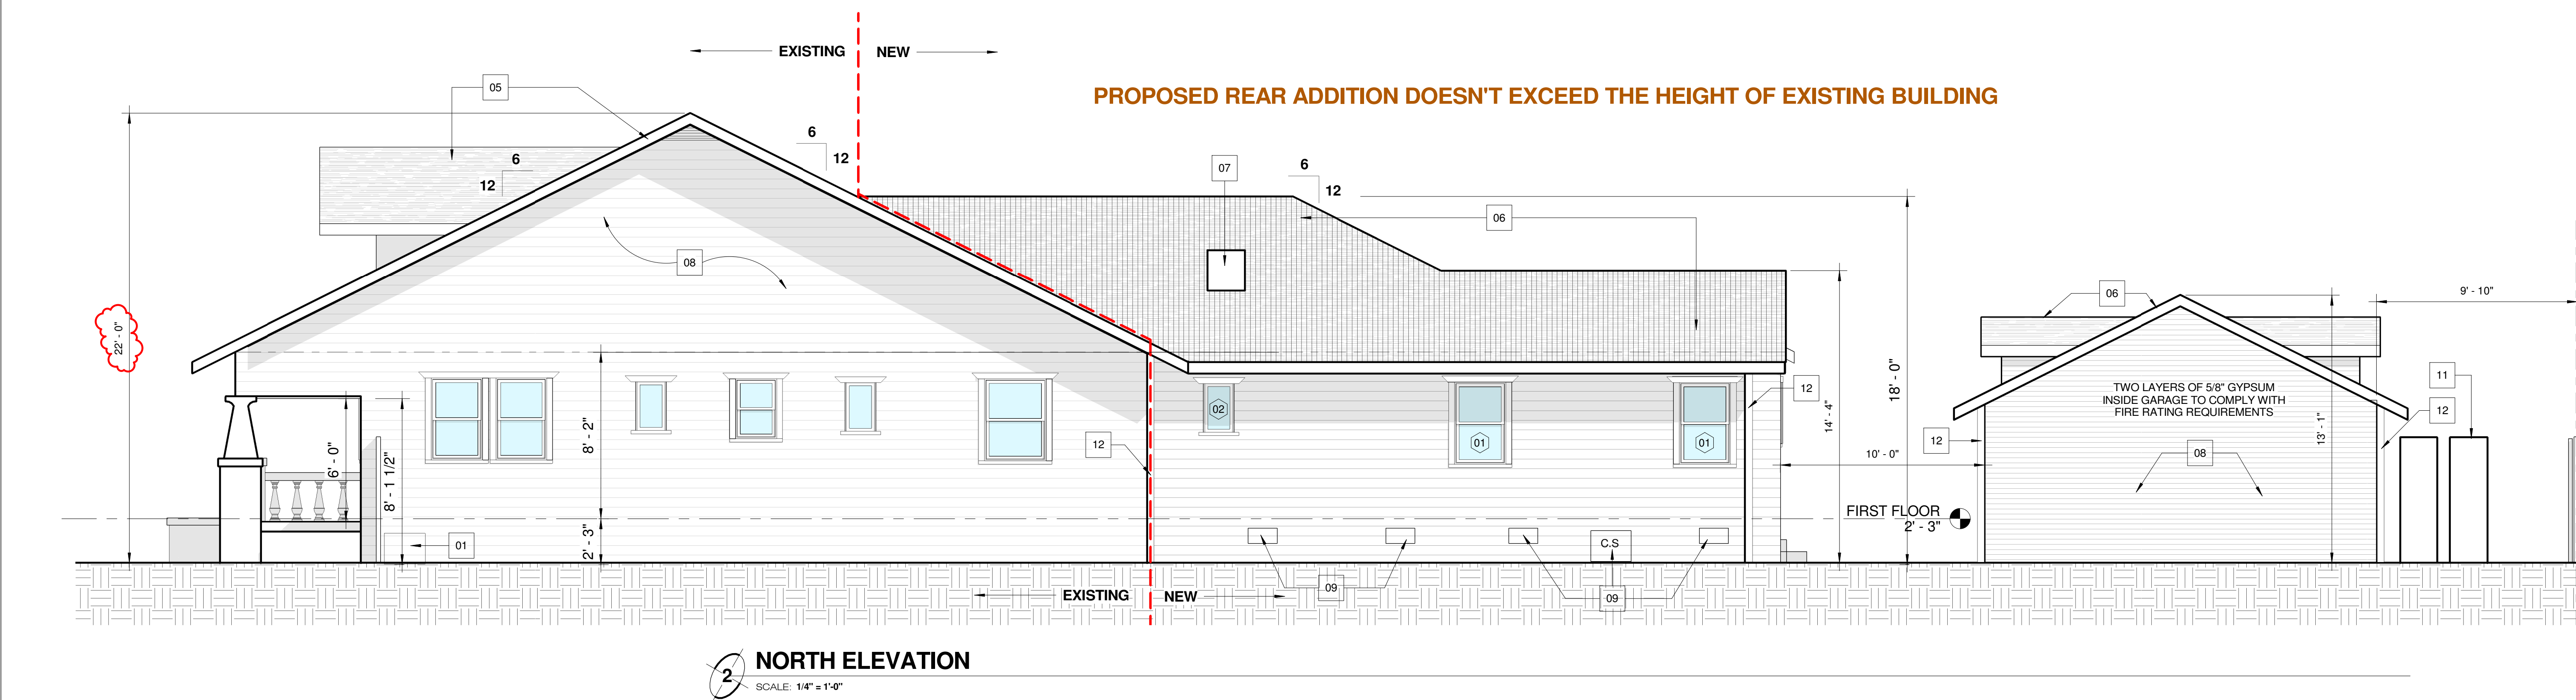 EXISTING
NEW
PROPOSED REAR ADDITION DOESN'T EXCEED THE HEIGHT OF EXISTING BUILDING
05
6
12
6
12
07
6
12
06
08
22' - 0"
06
9' - 10"
TWO LAYERS OF 5/8" GYPSUM
INSIDE GARAGE TO COMPLY WITH
FIRE RATING REQUIREMENTS
13' - 1"
11
12
12
08
12
18' - 0"
14' - 4"
10' - 0"
02
01
01
12
6' - 0"
8' - 1 1/2"
8' - 2"
2' - 3"
01
FIRST FLOOR
2' - 3"
C.S
09
09
EXISTING
NEW
2
NORTH ELEVATION
SCALE: 1/4" = 1'-0"